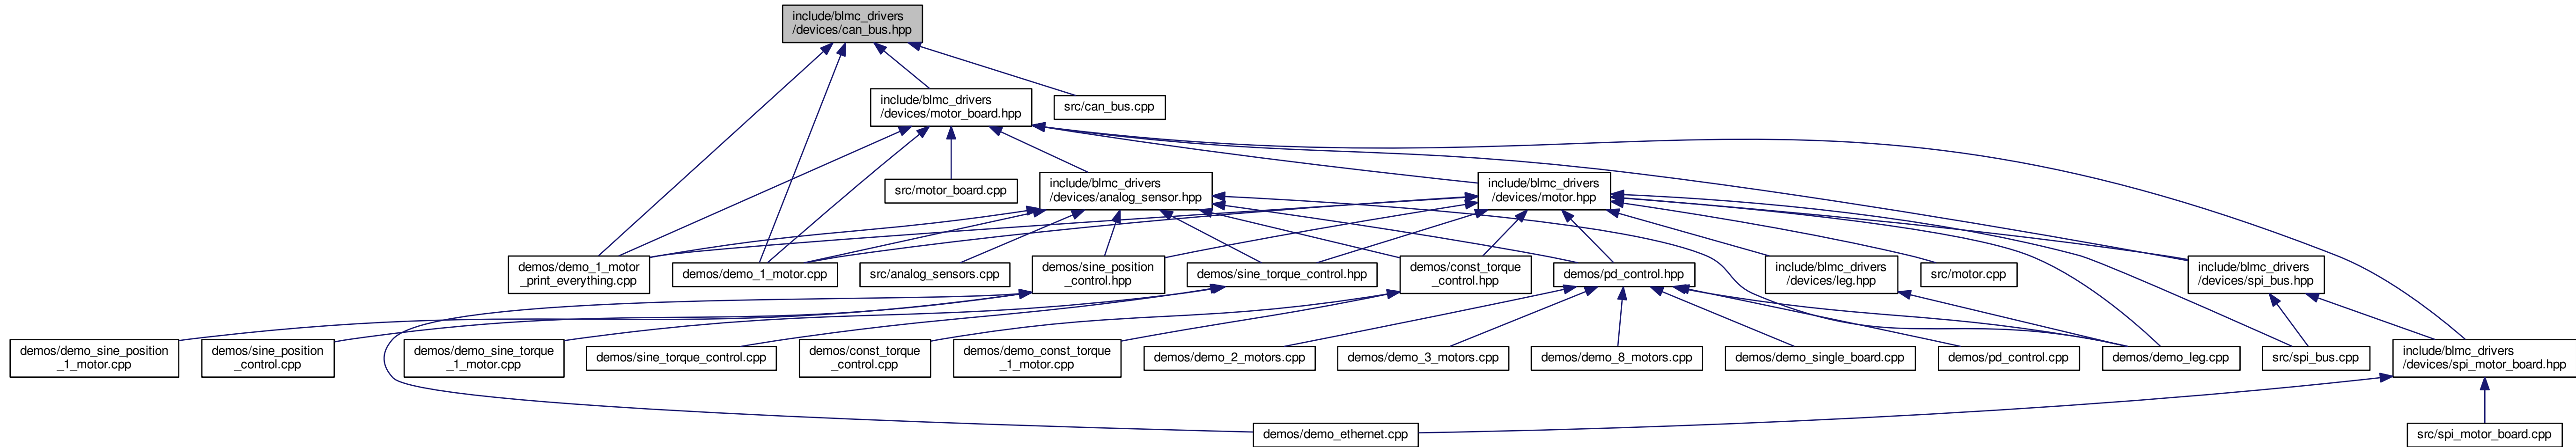 include/blmc_drivers
/devices/can_bus.hpp
include/blmc_drivers
/devices/motor_board.hpp
src/can_bus.cpp
src/motor_board.cpp
include/blmc_drivers
/devices/analog_sensor.hpp
include/blmc_drivers
/devices/motor.hpp
demos/demo_1_motor
_print_everything.cpp
demos/demo_1_motor.cpp
src/analog_sensors.cpp
demos/sine_position
_control.hpp
demos/sine_torque_control.hpp
demos/const_torque
_control.hpp
demos/pd_control.hpp
include/blmc_drivers
/devices/leg.hpp
src/motor.cpp
include/blmc_drivers
/devices/spi_bus.hpp
demos/demo_sine_position
_1_motor.cpp
demos/sine_position
_control.cpp
demos/demo_sine_torque
_1_motor.cpp
demos/sine_torque_control.cpp
demos/const_torque
_control.cpp
demos/demo_const_torque
_1_motor.cpp
demos/demo_2_motors.cpp
demos/demo_3_motors.cpp
demos/demo_8_motors.cpp
demos/demo_single_board.cpp
demos/pd_control.cpp
demos/demo_leg.cpp
src/spi_bus.cpp
include/blmc_drivers
/devices/spi_motor_board.hpp
demos/demo_ethernet.cpp
src/spi_motor_board.cpp